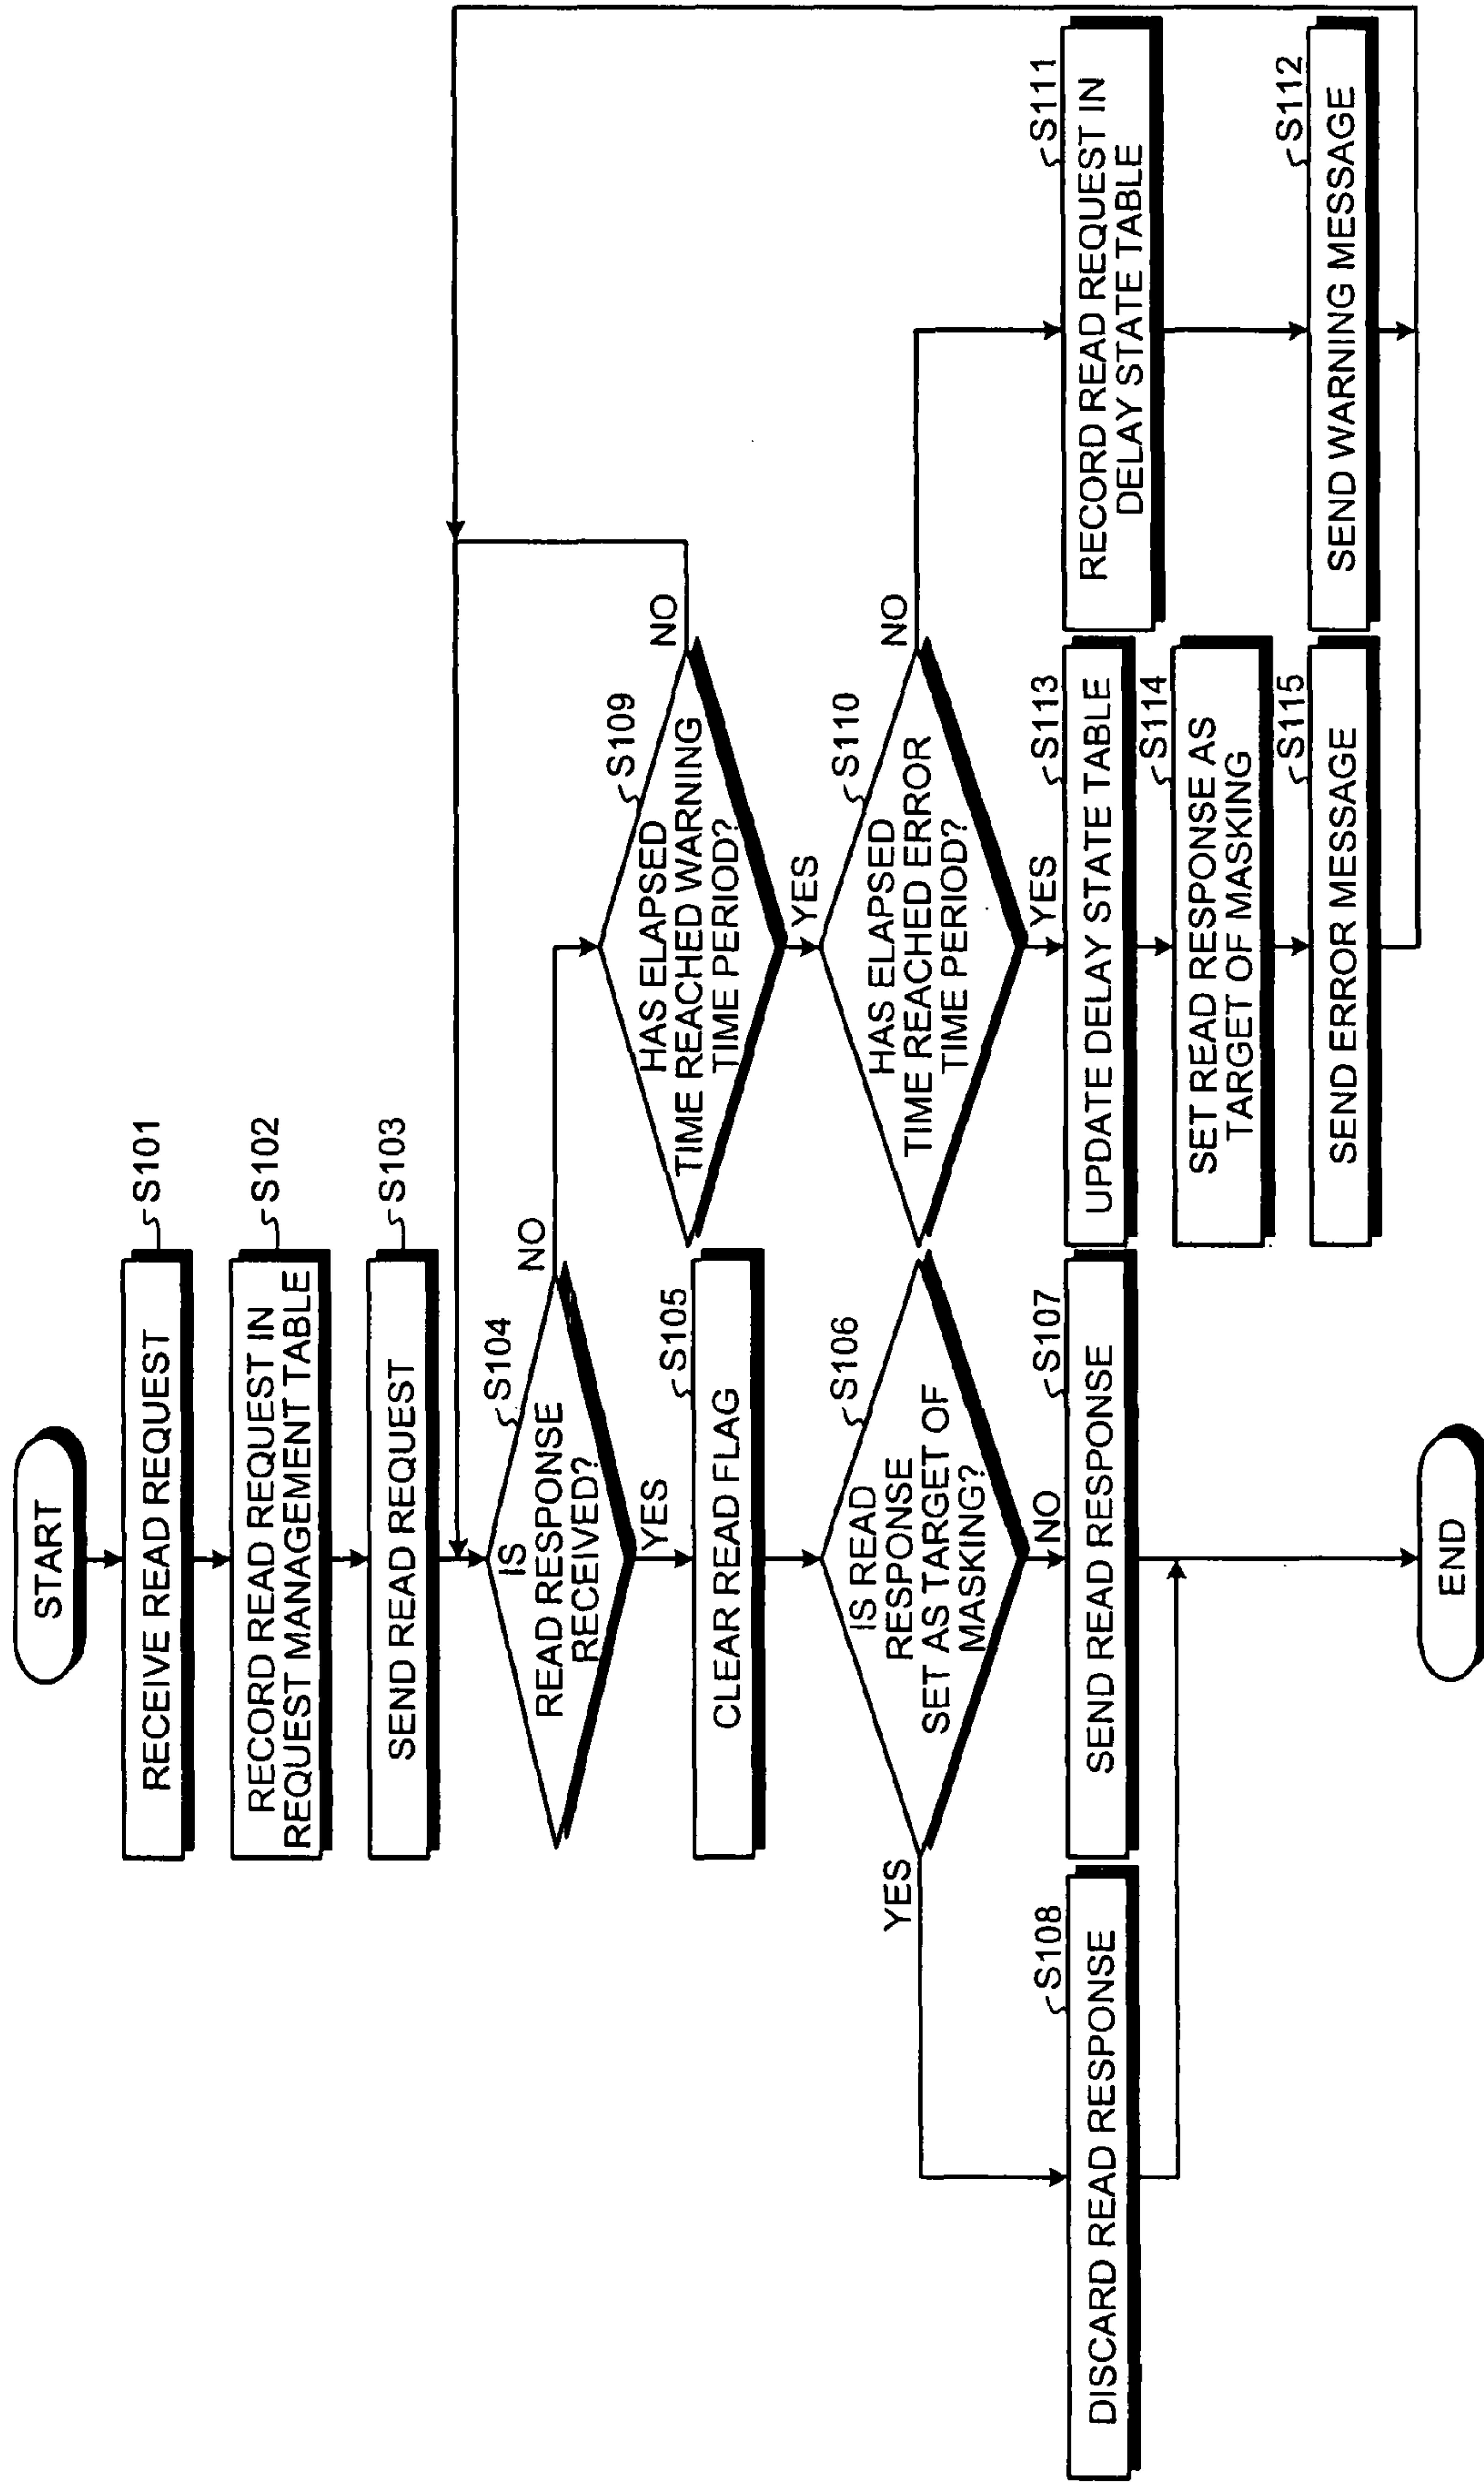 START
RECEIVE READ REQUEST
S101
RECORD READ REQUEST IN
REQUEST MANAGEMENT TABLE
S102
SEND READ REQUEST
S103
IS
READ RESPONSE
RECEIVED?
S104
NO
YES
CLEAR READ FLAG
S105
IS READ
RESPONSE
SET AS TARGET OF
MASKING?
S106
YES
NO
SEND READ RESPONSE
S107
DISCARD READ RESPONSE
S108
HAS ELAPSED
TIME REACHED WARNING
TIME PERIOD?
S109
NO
YES
HAS ELAPSED
TIME REACHED ERROR
TIME PERIOD?
S110
NO
YES
RECORD READ REQUEST IN
DELAY STATE TABLE
S111
SEND WARNING MESSAGE
S112
UPDATE DELAY STATE TABLE
S113
SET READ RESPONSE AS
TARGET OF MASKING
S114
SEND ERROR MESSAGE
S115
END